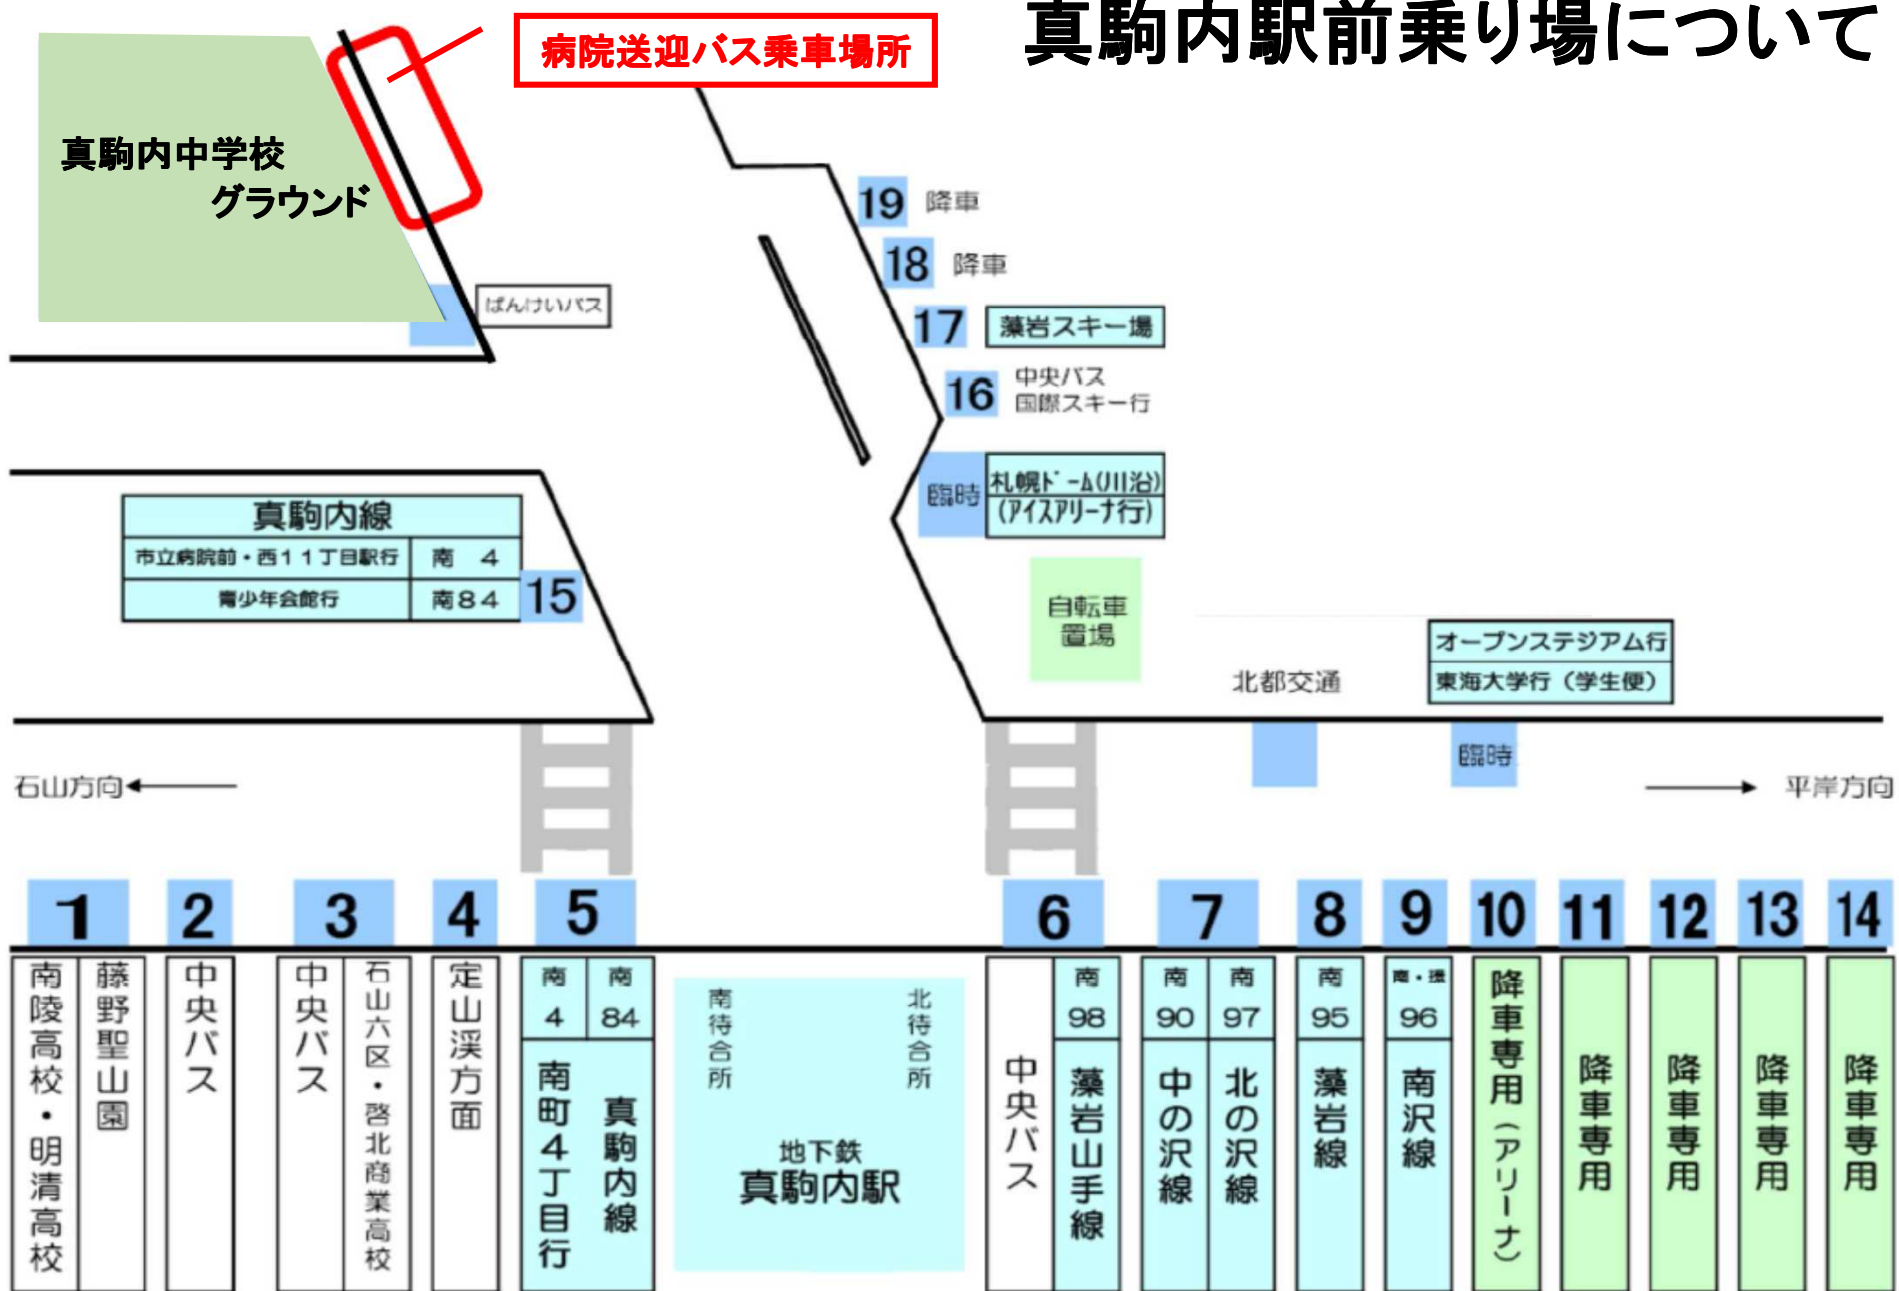 真駒内駅前乗り場について
病院送迎バス乗車場所
真駒内中学校
グラウンド
ばんけいバス
19 降車
18 降車
17 藻岩スキー場
16 中央バス
国際スキー行
臨時 札幌ドーム(川沿)
(アイスアリーナ行)
真駒内線
市立病院前・西11丁目駅行 南 4
青少年会館行 南84
15
自転車
置場
北都交通
オープンステジアム行
東海大学行（学生便）
臨時
石山方向
平岸方向
1
南陵高校・明清高校
藤野聖山園
2
中央バス
3
中央バス
石山六区・啓北商業高校
4
定山渓方面
5
南
4
南町4丁目行
南
84
真駒内線
南待合所
北待合所
地下鉄
真駒内駅
6
中央バス
南
98
藻岩山手線
7
南
90
中の沢線
南
97
北の沢線
8
南
95
藻岩線
9
南・環
96
南沢線
10
降車専用（アリーナ）
11
降車専用
12
降車専用
13
降車専用
14
降車専用